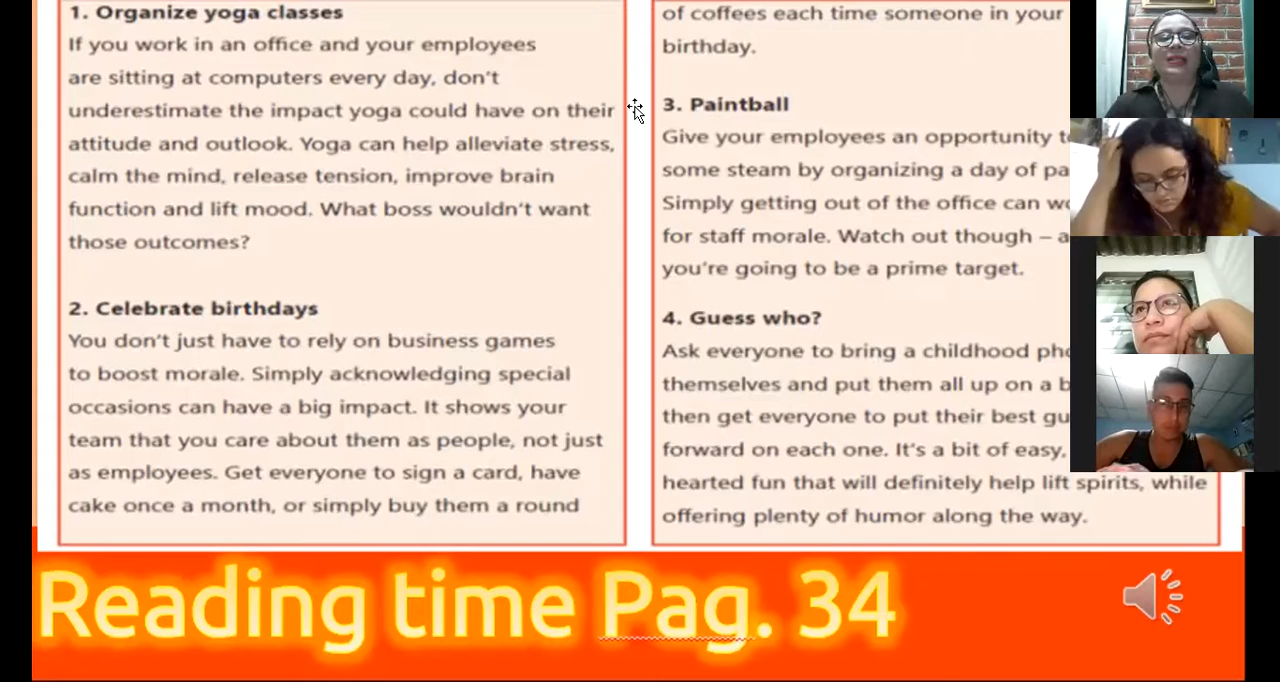 1. Organize yoga classes
If you work in an office and your employees
are sitting at computers every day, don't
underestimate the impact yoga could have on their
attitude and outlook. Yoga can help alleviate stress,
calm the mind, release tension, improve brain
function and lift mood. What boss wouldn't want
those outcomes?
2. Celebrate birthdays
You don't just have to rely on business games
to boost morale. Simply acknowledging special
occasions can have a big impact. It shows your
team that you care about them as people, not just
as employees. Get everyone to sign a card, have
cake once a month, or simply buy them a round
of coffees each time someone in your
birthday.
3. Paintball
Give your employees an opportunity
some steam by organizing a day of
Simply getting out of the office can
for staff morale. Watch out though –
you're going to be a prime target.
4. Guess who?
Ask everyone to bring a childhood
themselves and put them all up on a
then get everyone to put their best
forward on each one. It's a bit of easy,
hearted fun that will definitely help lift spirits, while
offering plenty of humor along the way.
Reading time Pag. 34